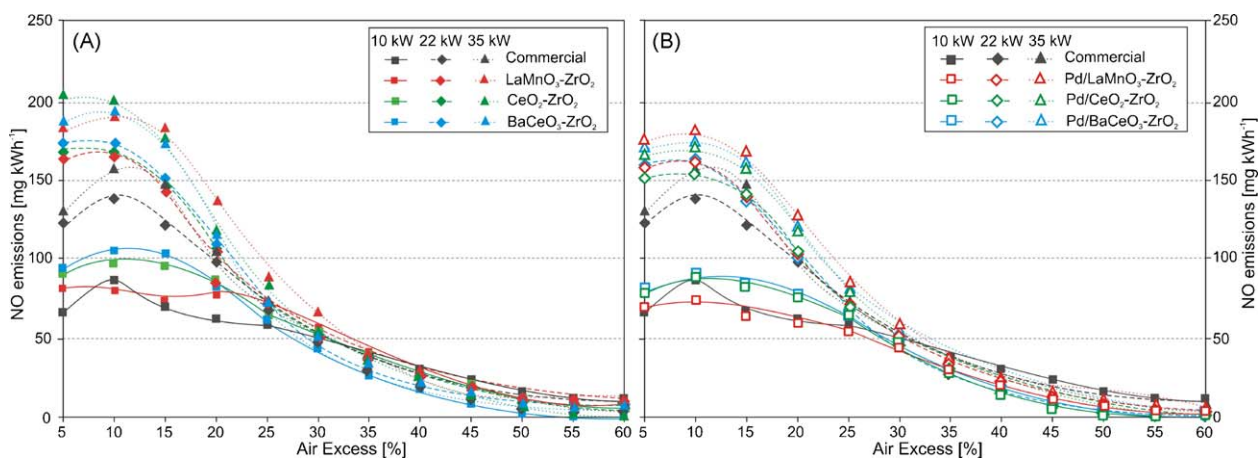 (A)
10 kW 22 kW 35 kW
Commercial
LaMnO₃-ZrO₂
CeO₂-ZrO₂
BaCeO₃-ZrO₂
NO emissions [mg kWh⁻¹]
250
200
150
100
50
0
5 10 15 20 25 30 35 40 45 50 55 60
Air Excess [%]
(B)
10 kW 22 kW 35 kW
Commercial
Pd/LaMnO₃-ZrO₂
Pd/CeO₂-ZrO₂
Pd/BaCeO₃-ZrO₂
250
200
150
100
50
0
NO emissions [mg kWh⁻¹]
5 10 15 20 25 30 35 40 45 50 55 60
Air Excess [%]